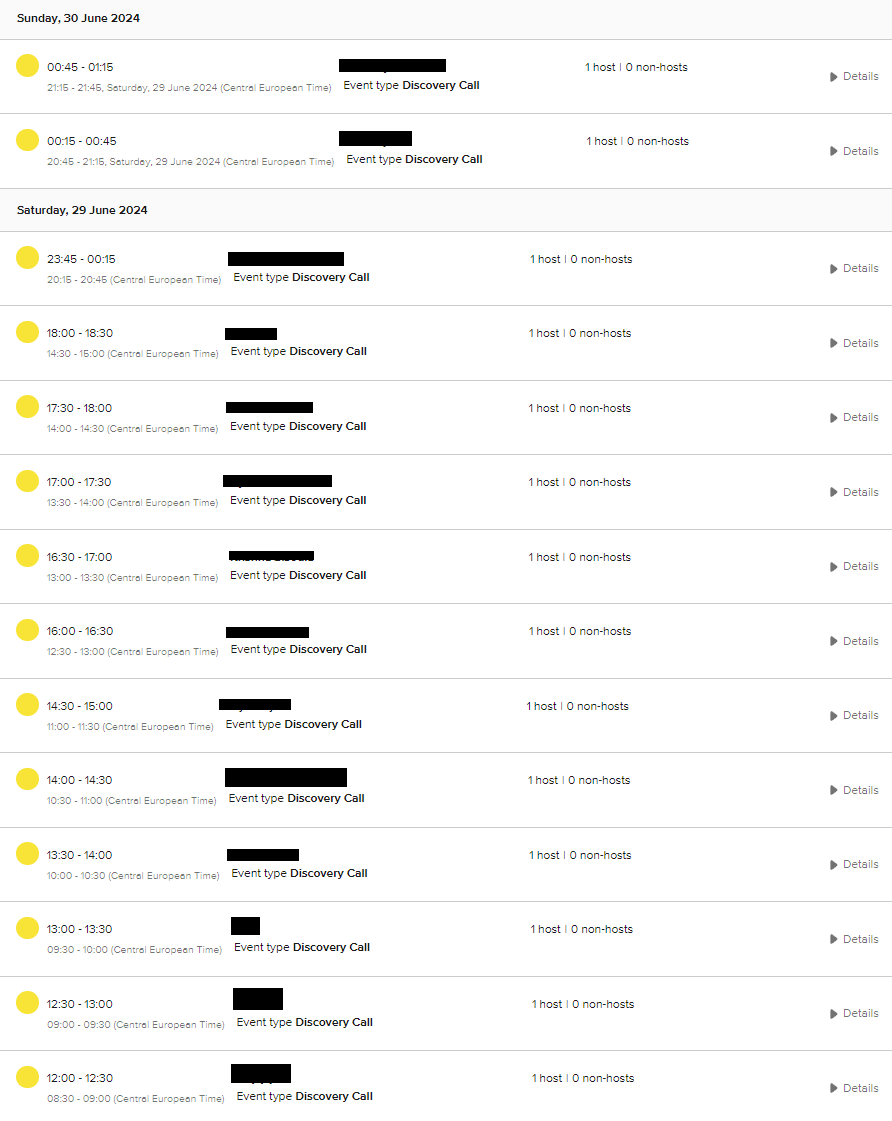 Sunday, 30 June 2024
00:45 - 01:15
1 host | 0 non-hosts
Details
21:15 - 21:45, Saturday, 29 June 2024 (Central European Time)
Event type Discovery Call
00:15 - 00:45
1 host | 0 non-hosts
Details
20:45 - 21:15, Saturday, 29 June 2024 (Central European Time)
Event type Discovery Call
Saturday, 29 June 2024
23:45 - 00:15
1 host | 0 non-hosts
Details
20:15 - 20:45 (Central European Time)
Event type Discovery Call
18:00 - 18:30
1 host | 0 non-hosts
Details
14:30 - 15:00 (Central European Time)
Event type Discovery Call
17:30 - 18:00
1 host | 0 non-hosts
Details
14:00 - 14:30 (Central European Time)
Event type Discovery Call
17:00 - 17:30
1 host | 0 non-hosts
Details
13:30 - 14:00 (Central European Time)
Event type Discovery Call
16:30 - 17:00
1 host | 0 non-hosts
Details
13:00 - 13:30 (Central European Time)
Event type Discovery Call
16:00 - 16:30
1 host | 0 non-hosts
Details
12:30 - 13:00 (Central European Time)
Event type Discovery Call
14:30 - 15:00
1 host | 0 non-hosts
Details
11:00 - 11:30 (Central European Time)
Event type Discovery Call
14:00 - 14:30
1 host | 0 non-hosts
Details
10:30 - 11:00 (Central European Time)
Event type Discovery Call
13:30 - 14:00
1 host | 0 non-hosts
Details
10:00 - 10:30 (Central European Time)
Event type Discovery Call
13:00 - 13:30
1 host | 0 non-hosts
Details
09:30 - 10:00 (Central European Time)
Event type Discovery Call
12:30 - 13:00
1 host | 0 non-hosts
Details
09:00 - 09:30 (Central European Time)
Event type Discovery Call
12:00 - 12:30
1 host | 0 non-hosts
Details
08:30 - 09:00 (Central European Time)
Event type Discovery Call